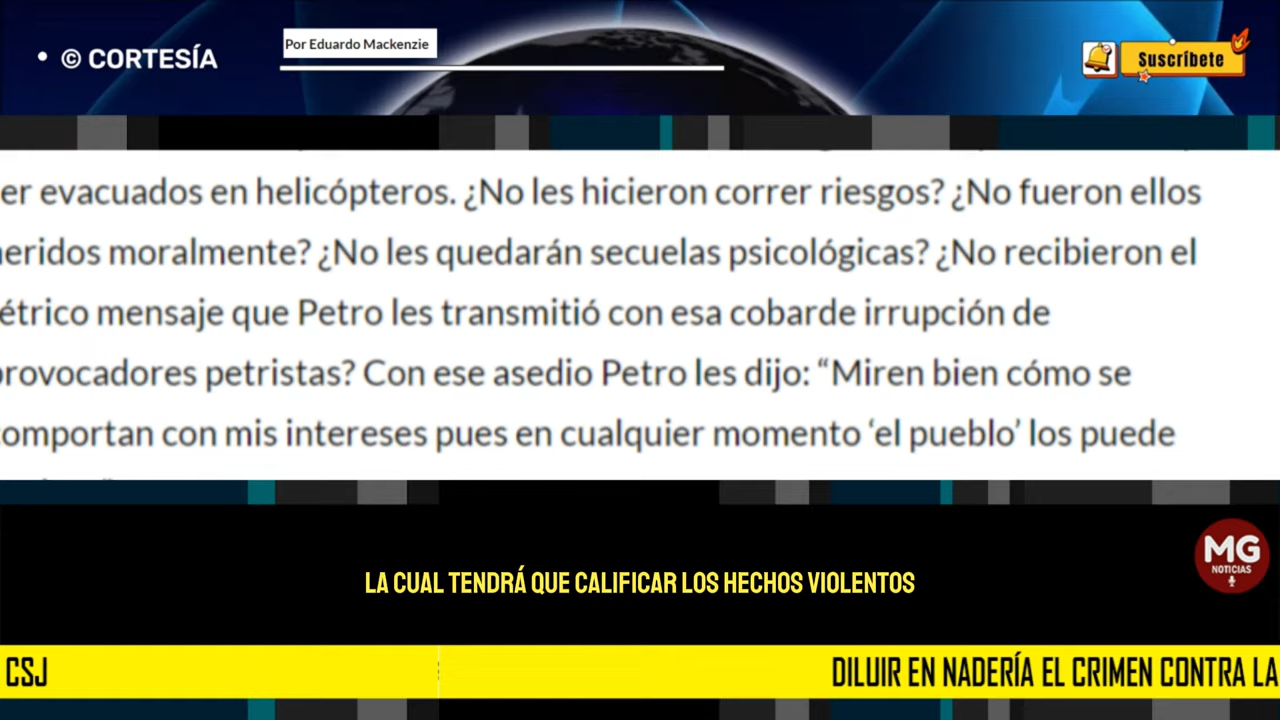 © CORTESÍA
Por Eduardo Mackenzie
Suscríbete
er evacuados en helicópteros. ¿No les hicieron correr riesgos? ¿No fueron ellos
eridos moralmente? ¿No les quedarán secuelas psicológicas? ¿No recibieron el
étrico mensaje que Petro les transmitió con esa cobarde irrupción de
provocadores petristas? Con ese asedio Petro les dijo: “Miren bien cómo se
comportan con mis intereses pues en cualquier momento ‘el pueblo’ los puede
MG
NOTICIAS
LA CUAL TENDRÁ QUE CALIFICAR LOS HECHOS VIOLENTOS
CSJ
DILUIR EN NADERÍA EL CRIMEN CONTRA LA